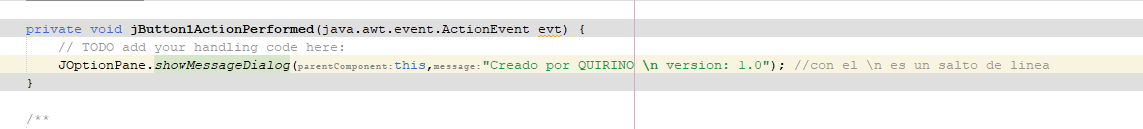 private void jButton1ActionPerformed(java.awt.event.ActionEvent evt) {
// TODO add your handling code here:
JOptionPane.showMessageDialog(parentComponent:this,message:"Creado por QUIRINO \n version: 1.0"); //con el \n es un salto de linea
}
/**